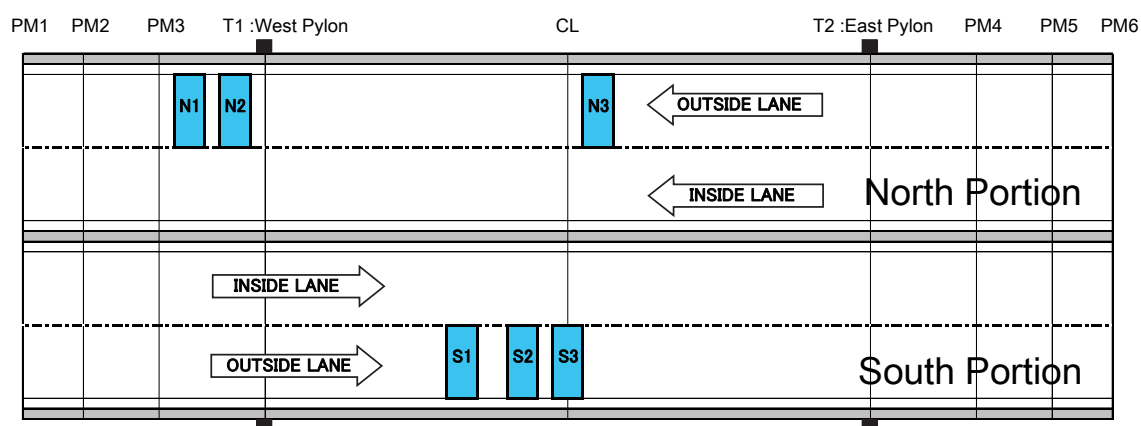 PM1 PM2 PM3 T1 :West Pylon CL T2 :East Pylon PM4 PM5 PM6
N1 N2 N3 OUTSIDE LANE
INSIDE LANE North Portion
INSIDE LANE
OUTSIDE LANE S1 S2 S3 South Portion